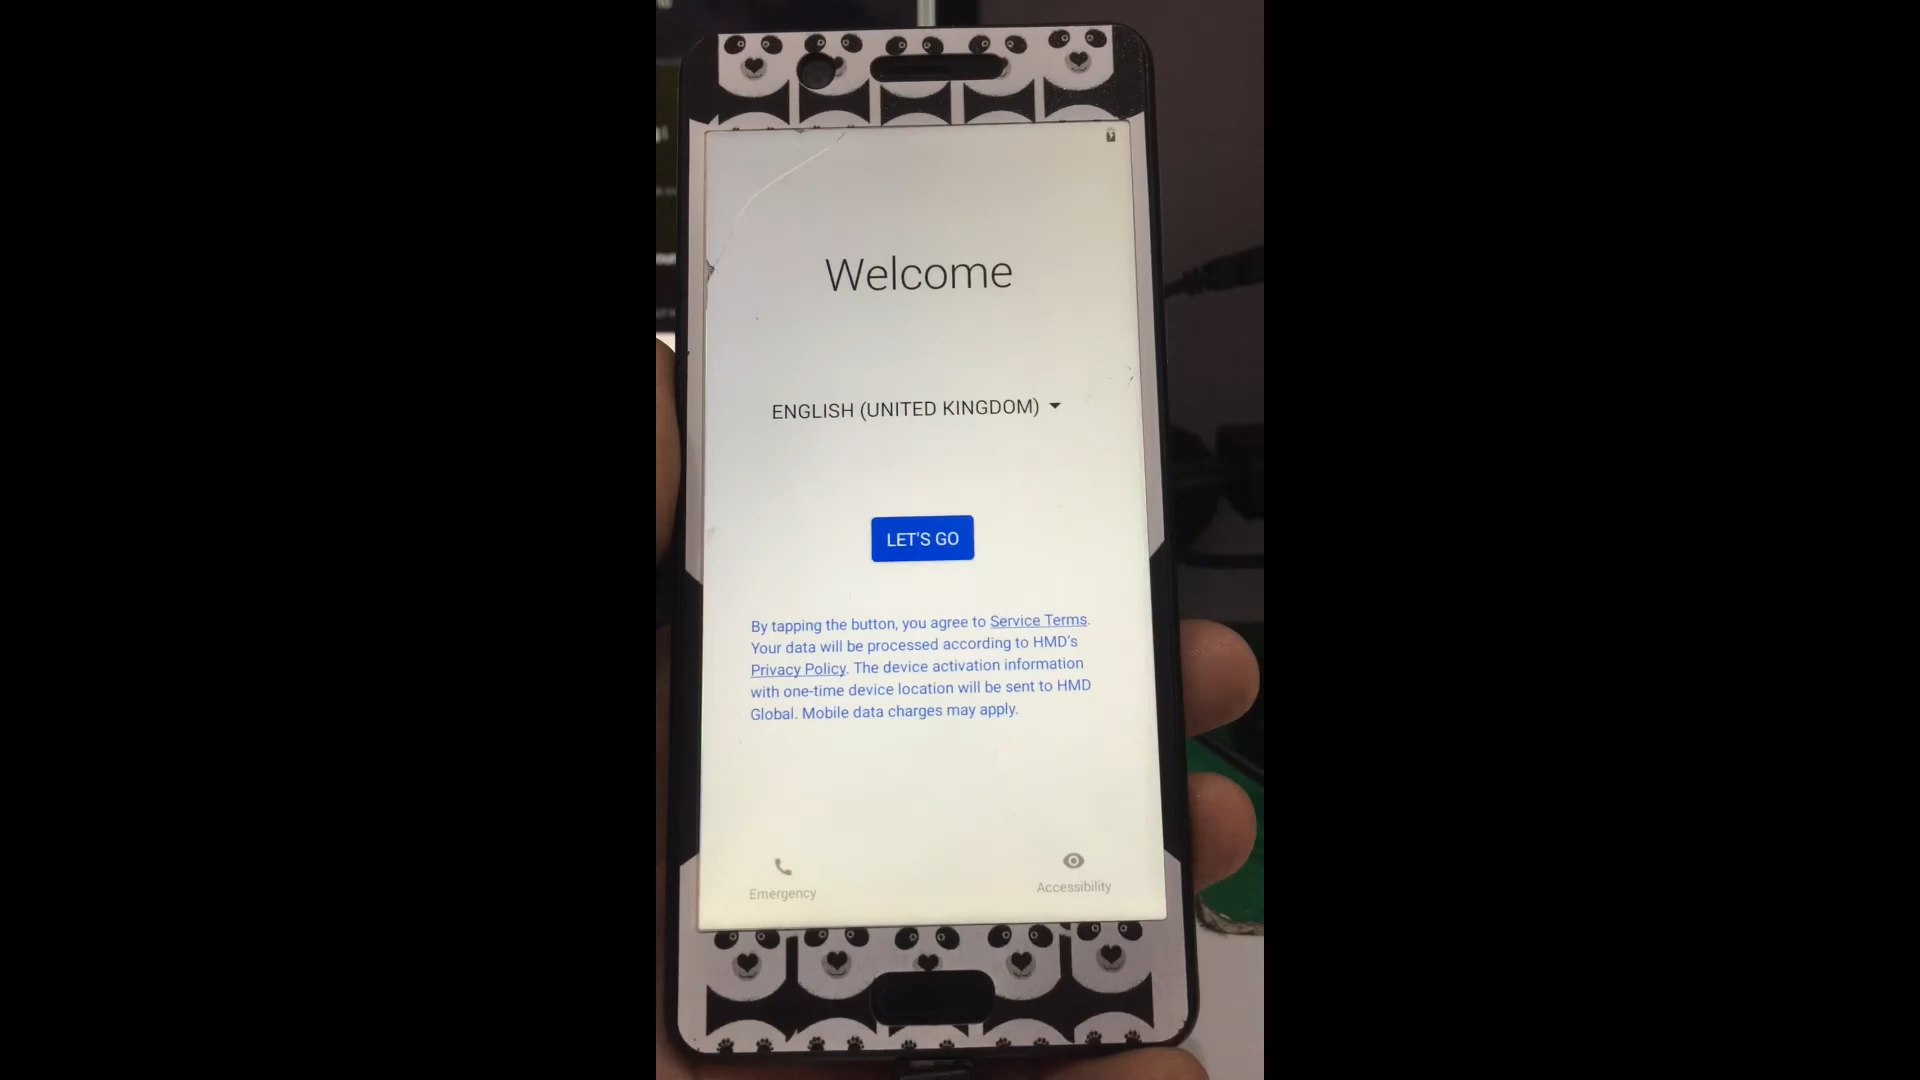 Welcome
ENGLISH (UNITED KINGDOM)
LET'S GO
By tapping the button, you agree to Service Terms.
Your data will be processed according to HMD's
Privacy Policy. The device activation information
with one-time device location will be sent to HMD
Global. Mobile data charges may apply.
Emergency
Accessibility